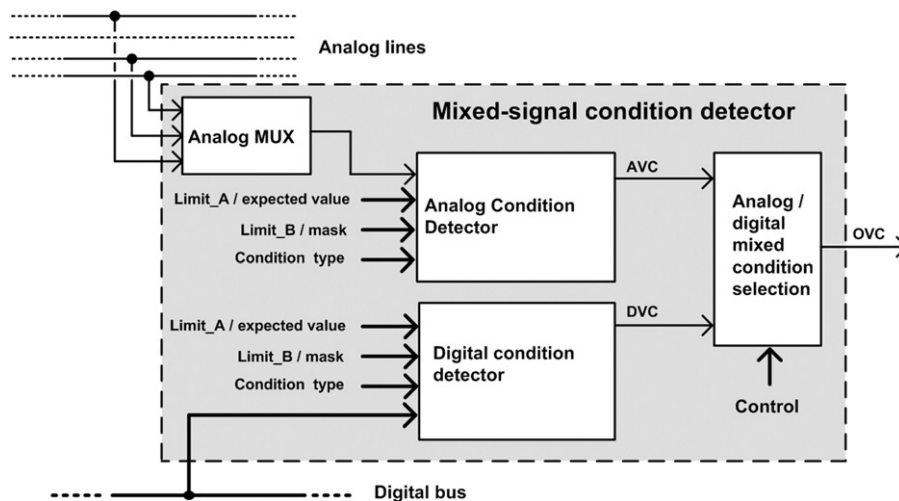 Analog lines
Mixed-signal condition detector
Analog MUX
Limit_A / expected value
Limit_B / mask
Condition type
Analog Condition
Detector
AVC
Analog /
digital
mixed
condition
selection
OVC
Limit_A / expected value
Limit_B / mask
Condition type
Digital condition
detector
DVC
Control
Digital bus